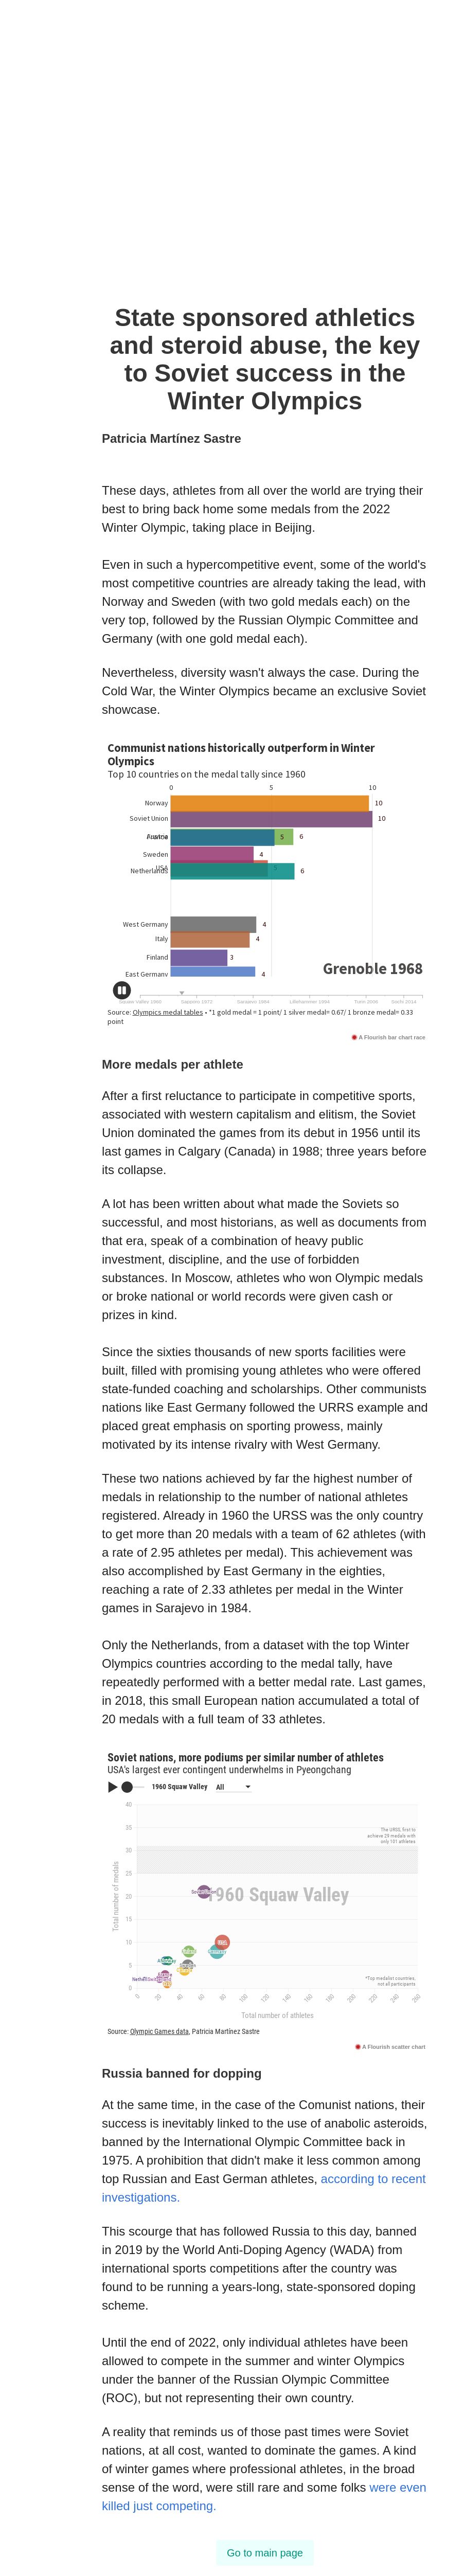 State sponsored athletics
and steroid abuse, the key
to Soviet success in the
Winter Olympics
Patricia Martínez Sastre
These days, athletes from all over the world are trying their
best to bring back home some medals from the 2022
Winter Olympic, taking place in Beijing.
Even in such a hypercompetitive event, some of the world's
most competitive countries are already taking the lead, with
Norway and Sweden (with two gold medals each) on the
very top, followed by the Russian Olympic Committee and
Germany (with one gold medal each).
Nevertheless, diversity wasn't always the case. During the
Cold War, the Winter Olympics became an exclusive Soviet
showcase.
Communist nations historically outperform in Winter
Olympics
Top 10 countries on the medal tally since 1960
0 5 10
Norway 10
Soviet Union 10
5 6
Sweden 4
USA
Netherlands 6
West Germany 4
Italy 4
Finland 3
East Germany 4
Grenoble 1968
Squaw Valley 1960 Sapporo 1972 Sarajevo 1984 Lillehammer 1994 Turin 2006 Sochi 2014
Source: Olympics medal tables • *1 gold medal = 1 point/ 1 silver medal= 0.67/ 1 bronze medal= 0.33
point
A Flourish bar chart race
More medals per athlete
After a first reluctance to participate in competitive sports,
associated with western capitalism and elitism, the Soviet
Union dominated the games from its debut in 1956 until its
last games in Calgary (Canada) in 1988; three years before
its collapse.
A lot has been written about what made the Soviets so
successful, and most historians, as well as documents from
that era, speak of a combination of heavy public
investment, discipline, and the use of forbidden
substances. In Moscow, athletes who won Olympic medals
or broke national or world records were given cash or
prizes in kind.
Since the sixties thousands of new sports facilities were
built, filled with promising young athletes who were offered
state-funded coaching and scholarships. Other communists
nations like East Germany followed the URRS example and
placed great emphasis on sporting prowess, mainly
motivated by its intense rivalry with West Germany.
These two nations achieved by far the highest number of
medals in relationship to the number of national athletes
registered. Already in 1960 the URSS was the only country
to get more than 20 medals with a team of 62 athletes (with
a rate of 2.95 athletes per medal). This achievement was
also accomplished by East Germany in the eighties,
reaching a rate of 2.33 athletes per medal in the Winter
games in Sarajevo in 1984.
Only the Netherlands, from a dataset with the top Winter
Olympics countries according to the medal tally, have
repeatedly performed with a better medal rate. Last games,
in 2018, this small European nation accumulated a total of
20 medals with a full team of 33 athletes.
Soviet nations, more podiums per similar number of athletes
USA's largest ever contingent underwhelms in Pyeongchang
1960 Squaw Valley All
40
The URSS, first to
achieve 29 medals with
only 101 athletes
35
30
25
20
1960 Squaw Valley
15
10
5
*Top medalist countries,
not all participants
0
0 20 40 60 80 100 120 140 160 180 200 220 240 260
Total number of medals
Total number of athletes
Source: Olympic Games data, Patricia Martínez Sastre
A Flourish scatter chart
Russia banned for dopping
At the same time, in the case of the Comunist nations, their
success is inevitably linked to the use of anabolic asteroids,
banned by the International Olympic Committee back in
1975. A prohibition that didn't make it less common among
top Russian and East German athletes, according to recent
investigations.
This scourge that has followed Russia to this day, banned
in 2019 by the World Anti-Doping Agency (WADA) from
international sports competitions after the country was
found to be running a years-long, state-sponsored doping
scheme.
Until the end of 2022, only individual athletes have been
allowed to compete in the summer and winter Olympics
under the banner of the Russian Olympic Committee
(ROC), but not representing their own country.
A reality that reminds us of those past times were Soviet
nations, at all cost, wanted to dominate the games. A kind
of winter games where professional athletes, in the broad
sense of the word, were still rare and some folks were even
killed just competing.
Go to main page